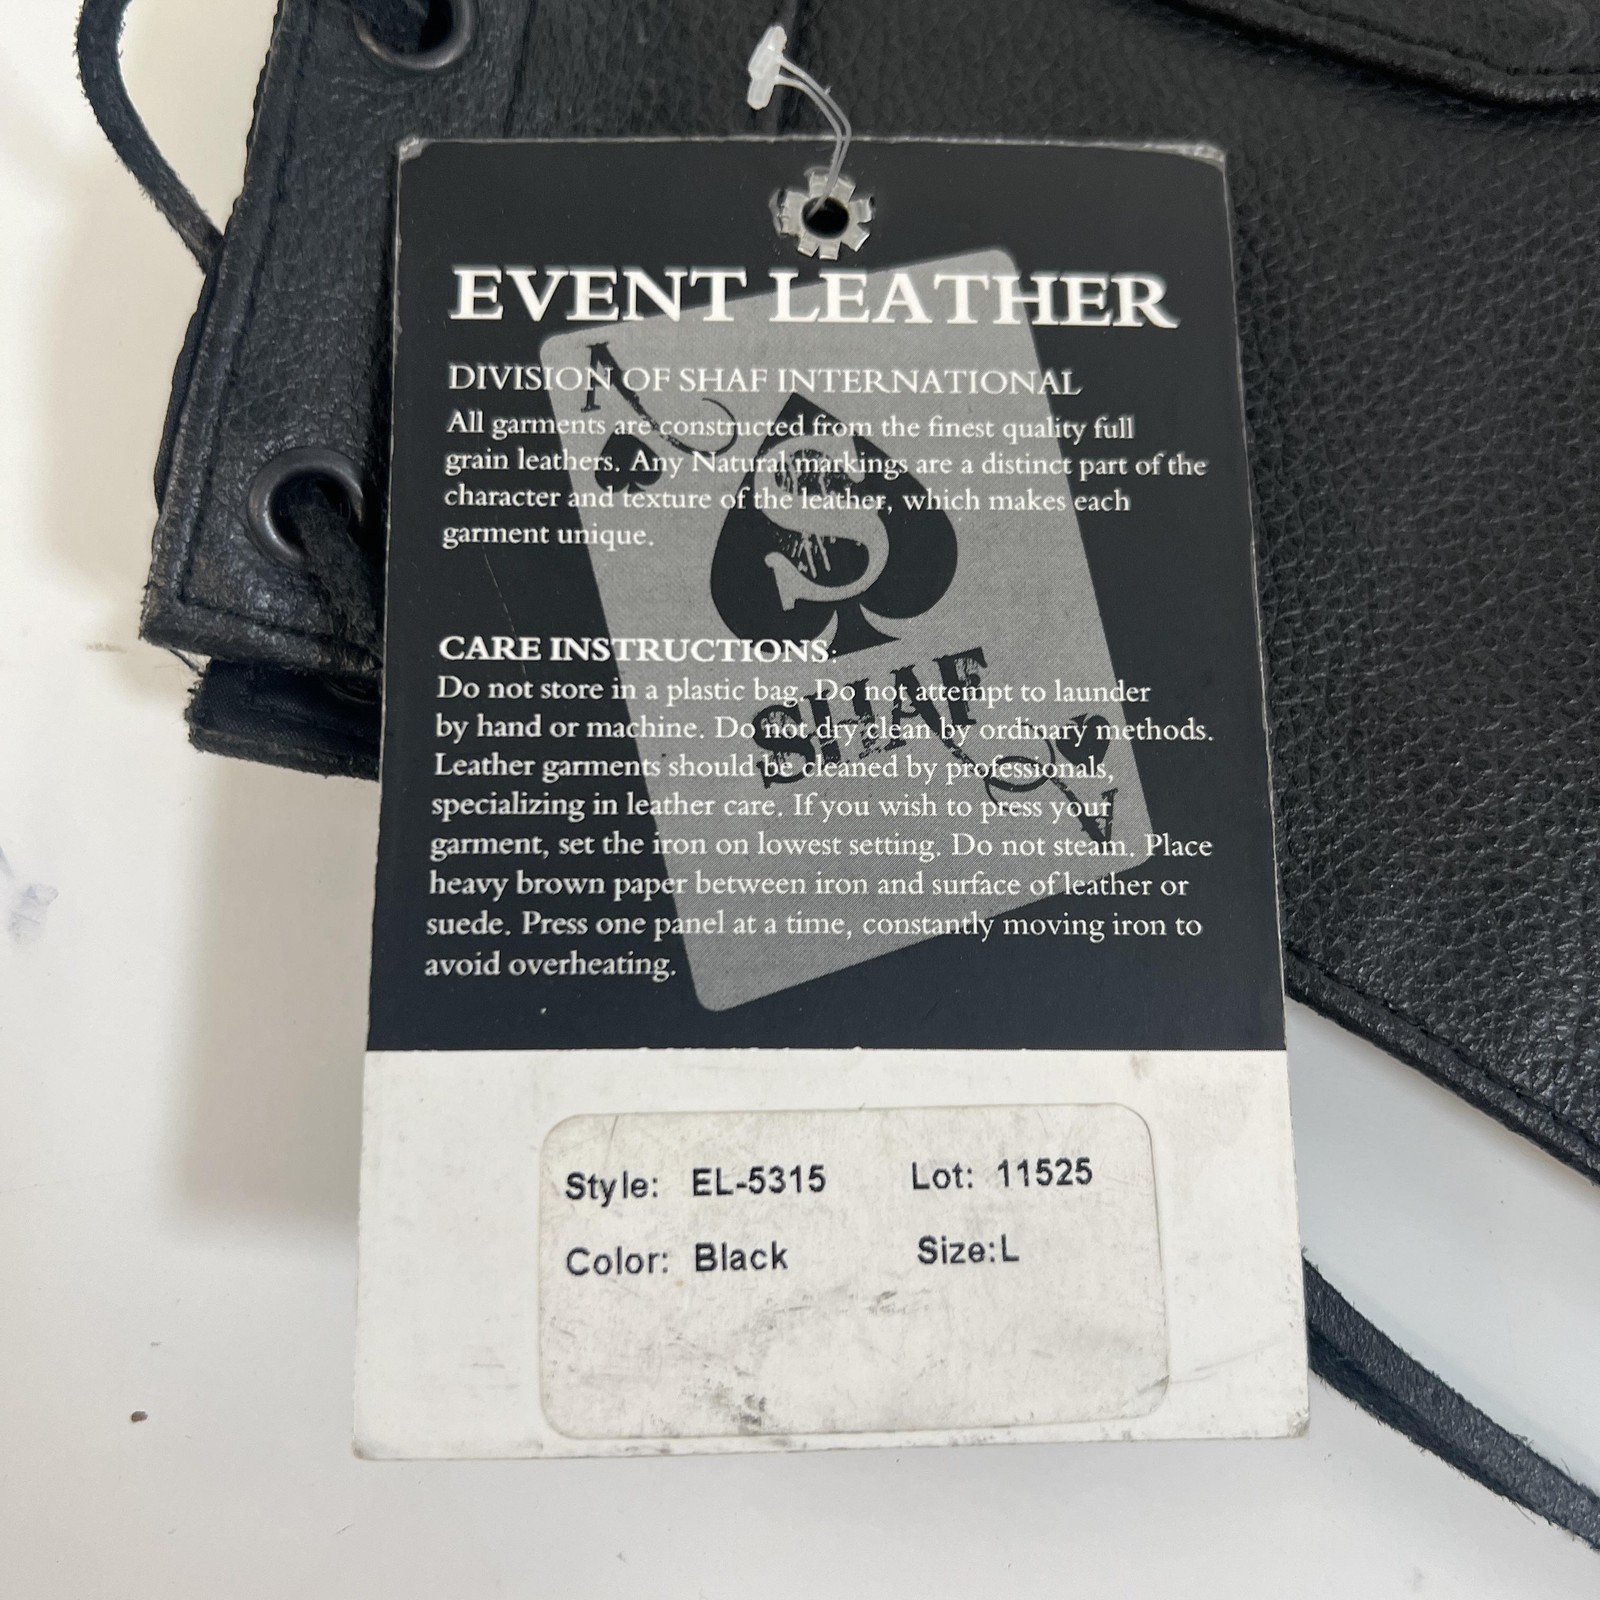 EVENT LEATHER
DIVISION OF SHAF INTERNATIONAL
All garments are constructed from the finest quality full
grain leathers. Any Natural markings are a distinct part of the
character and texture of the leather, which makes each
garment unique.
A
S
SHAF
A
CARE INSTRUCTIONS:
Do not store in a plastic bag. Do not attempt to launder
by hand or machine. Do not dry clean by ordinary methods.
Leather garments should be cleaned by professionals,
specializing in leather care. If you wish to press your
garment, set the iron on lowest setting. Do not steam. Place
heavy brown paper between iron and surface of leather or
suede. Press one panel at a time, constantly moving iron to
avoid overheating.
Style: EL-5315 Lot: 11525
Color: Black Size:L